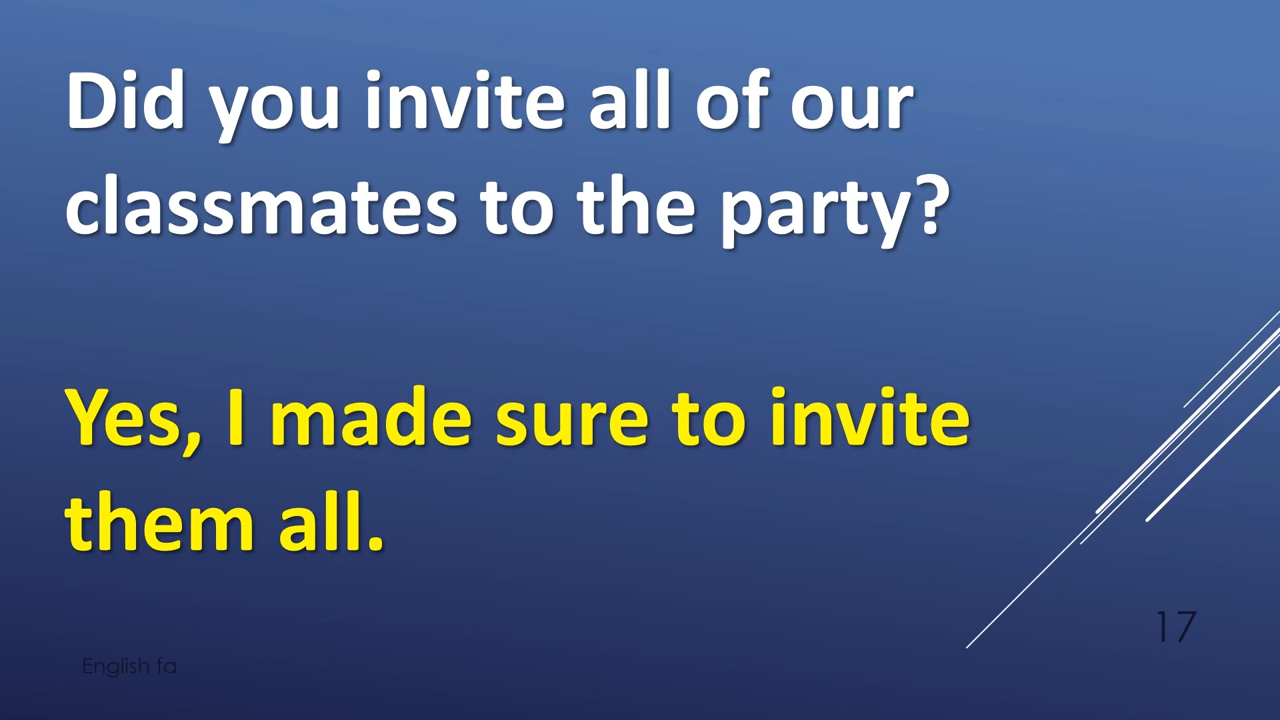 Did you invite all of our
classmates to the party?
Yes, I made sure to invite
them all.
17
English fa